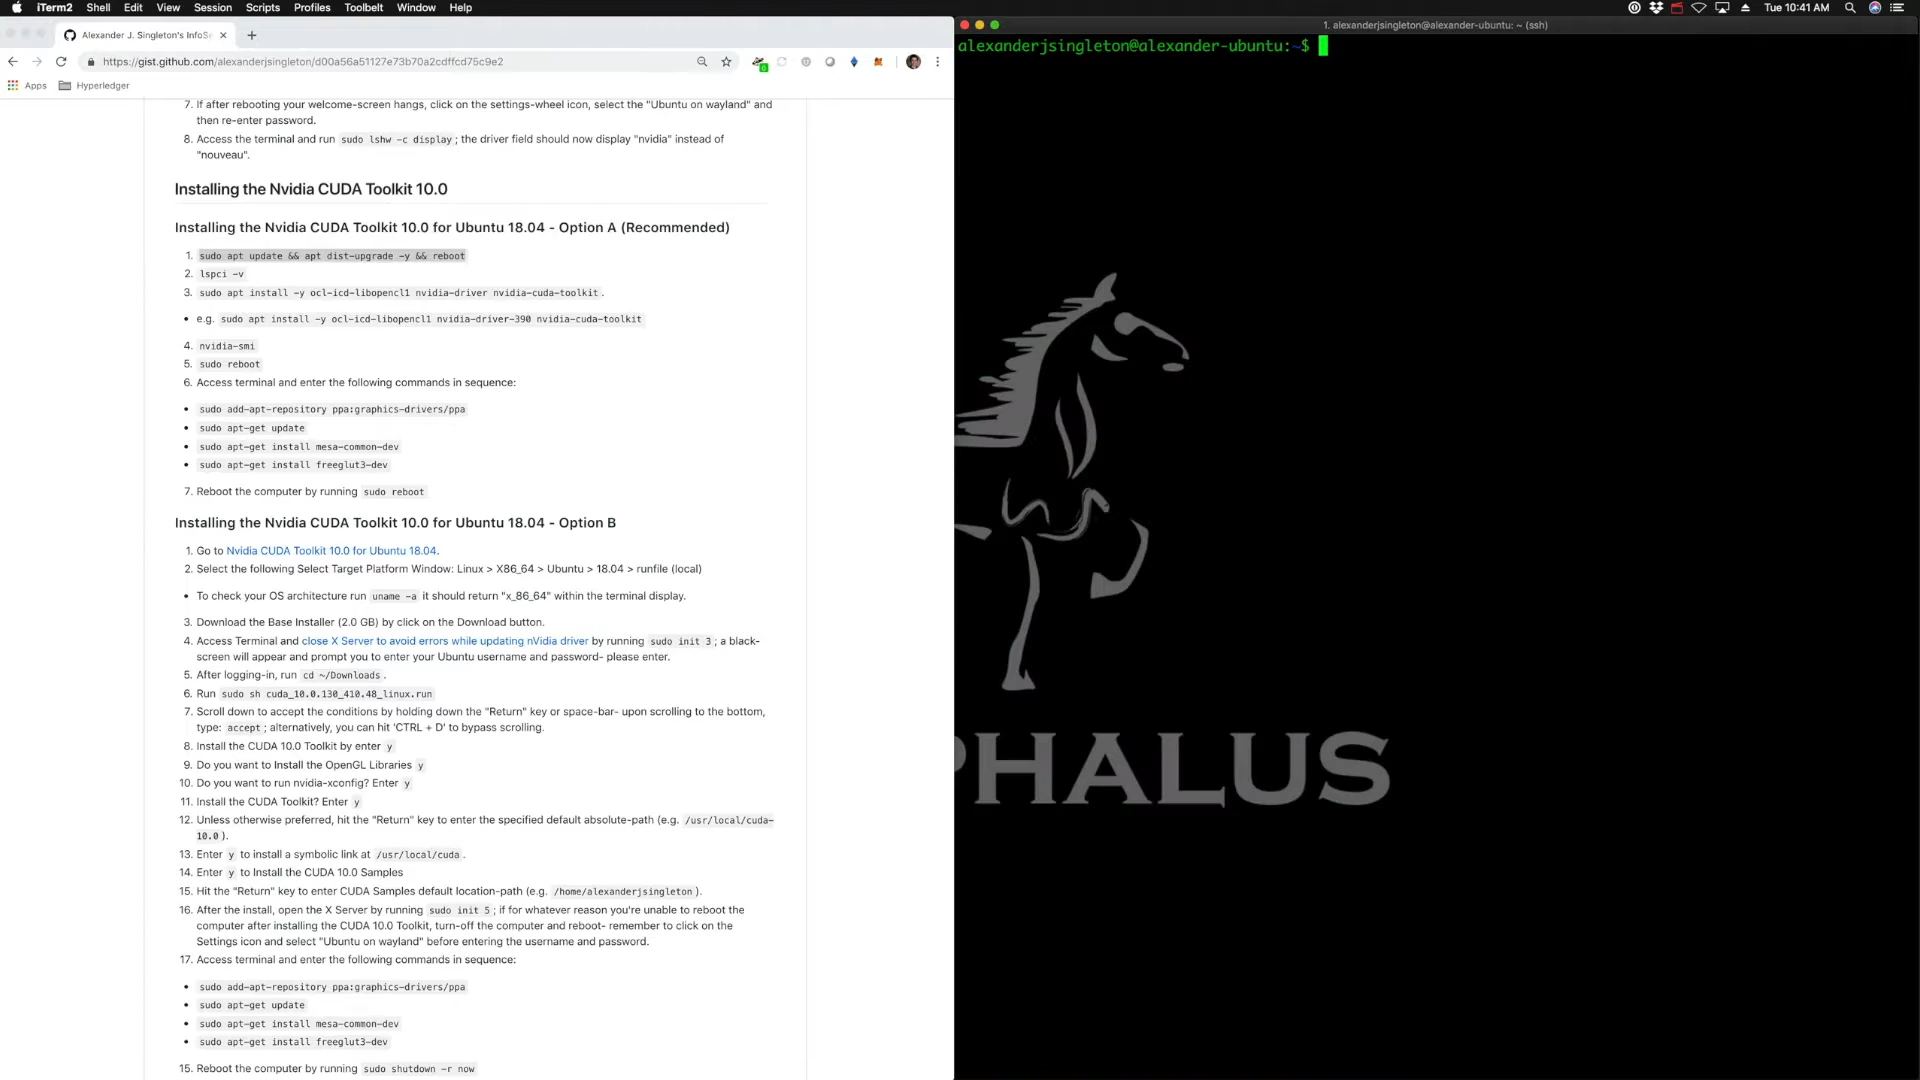 iTerm2 Shell Edit View Session Scripts Profiles Toolbelt Window Help Tue 10:41 AM
Alexander J. Singleton's InfoSe
1. alexanderjsingleton@alexander-ubuntu: ~ (ssh)
https://gist.github.com/alexanderjsingleton/d00a56a51127e73b70a2cdffcd75c9e2
Apps Hyperledger
alexanderjsingleton@alexander-ubuntu:~$
7. If after rebooting your welcome-screen hangs, click on the settings-wheel icon, select the "Ubuntu on wayland" and
then re-enter password.
8. Access the terminal and run sudo lshw -c display; the driver field should now display "nvidia" instead of
"nouveau".
Installing the Nvidia CUDA Toolkit 10.0
Installing the Nvidia CUDA Toolkit 10.0 for Ubuntu 18.04 - Option A (Recommended)
1. sudo apt update && apt dist-upgrade -y && reboot
2. lspci -v
3. sudo apt install -y ocl-icd-libopencl1 nvidia-driver nvidia-cuda-toolkit.
• e.g. sudo apt install -y ocl-icd-libopencl1 nvidia-driver-390 nvidia-cuda-toolkit
4. nvidia-smi
5. sudo reboot
6. Access terminal and enter the following commands in sequence:
• sudo add-apt-repository ppa:graphics-drivers/ppa
• sudo apt-get update
• sudo apt-get install mesa-common-dev
• sudo apt-get install freeglut3-dev
7. Reboot the computer by running sudo reboot
Installing the Nvidia CUDA Toolkit 10.0 for Ubuntu 18.04 - Option B
1. Go to Nvidia CUDA Toolkit 10.0 for Ubuntu 18.04.
2. Select the following Select Target Platform Window: Linux > X86_64 > Ubuntu > 18.04 > runfile (local)
• To check your OS architecture run uname -a it should return "x_86_64" within the terminal display.
3. Download the Base Installer (2.0 GB) by click on the Download button.
4. Access Terminal and close X Server to avoid errors while updating nVidia driver by running sudo init 3; a black-
screen will appear and prompt you to enter your Ubuntu username and password- please enter.
5. After logging-in, run cd ~/Downloads.
6. Run sudo sh cuda_10.0.130_410.48_linux.run
7. Scroll down to accept the conditions by holding down the "Return" key or space-bar- upon scrolling to the bottom,
type: accept; alternatively, you can hit 'CTRL + D' to bypass scrolling.
8. Install the CUDA 10.0 Toolkit by enter y
9. Do you want to Install the OpenGL Libraries y
10. Do you want to run nvidia-xconfig? Enter y
11. Install the CUDA Toolkit? Enter y
12. Unless otherwise preferred, hit the "Return" key to enter the specified default absolute-path (e.g. /usr/local/cuda-
10.0).
13. Enter y to install a symbolic link at /usr/local/cuda.
14. Enter y to Install the CUDA 10.0 Samples
15. Hit the "Return" key to enter CUDA Samples default location-path (e.g. /home/alexanderjsingleton).
16. After the install, open the X Server by running sudo init 5; if for whatever reason you're unable to reboot the
computer after installing the CUDA 10.0 Toolkit, turn-off the computer and reboot- remember to click on the
Settings icon and select "Ubuntu on wayland" before entering the username and password.
17. Access terminal and enter the following commands in sequence:
• sudo add-apt-repository ppa:graphics-drivers/ppa
• sudo apt-get update
• sudo apt-get install mesa-common-dev
• sudo apt-get install freeglut3-dev
15. Reboot the computer by running sudo shutdown -r now
PHALUS